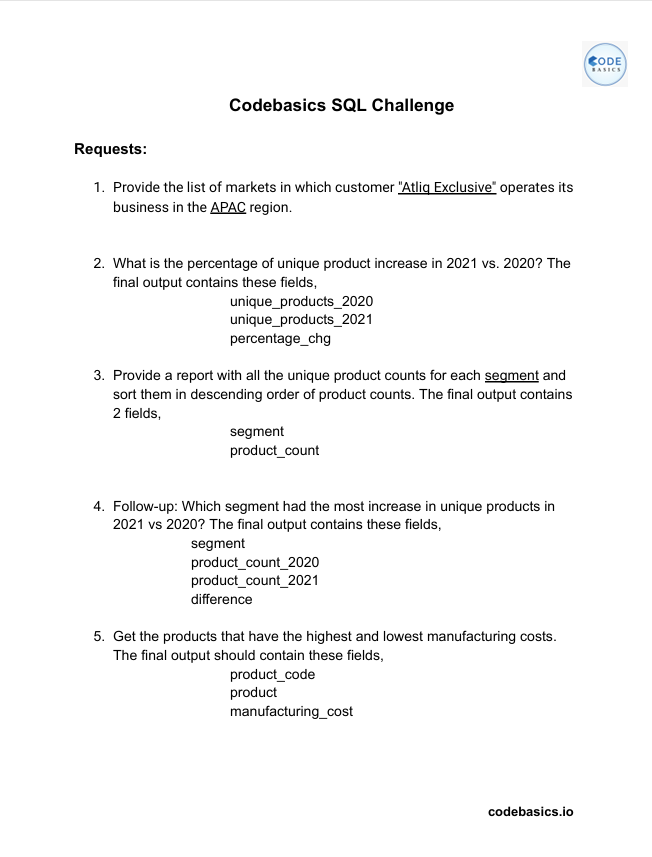 CODE
BASICS
Codebasics SQL Challenge
Requests:
1. Provide the list of markets in which customer "Atliq Exclusive" operates its
business in the APAC region.
2. What is the percentage of unique product increase in 2021 vs. 2020? The
final output contains these fields,
unique_products_2020
unique_products_2021
percentage_chg
3. Provide a report with all the unique product counts for each segment and
sort them in descending order of product counts. The final output contains
2 fields,
segment
product_count
4. Follow-up: Which segment had the most increase in unique products in
2021 vs 2020? The final output contains these fields,
segment
product_count_2020
product_count_2021
difference
5. Get the products that have the highest and lowest manufacturing costs.
The final output should contain these fields,
product_code
product
manufacturing_cost
codebasics.io